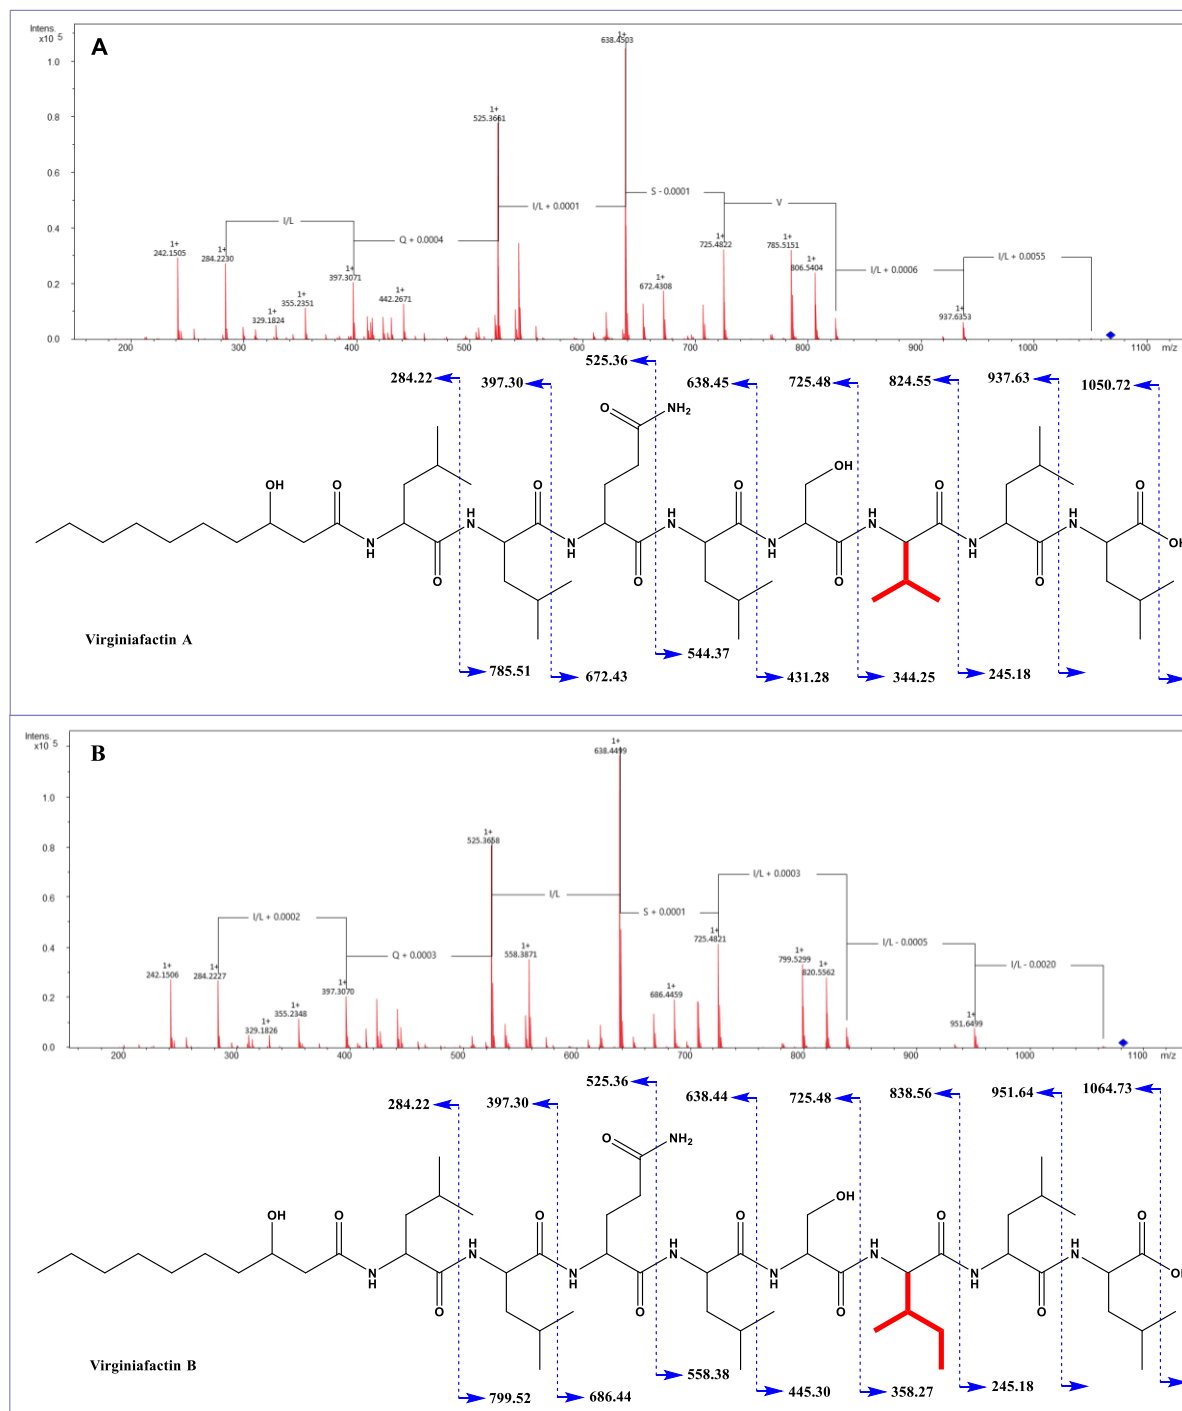 Intens.
x10 5
A
1.0
0.8
0.6
0.4
0.2
0.0
1+
242.1505
1+
284.2230
1+
329.1824
1+
355.2351
1+
397.3071
1+
442.2671
1+
525.3661
1+
638.4503
1+
672.4308
1+
725.4822
1+
785.5151
1+
806.5404
1+
937.6353
I/L
Q + 0.0004
I/L + 0.0001
S - 0.0001
V
I/L + 0.0006
I/L + 0.0055
200 300 400 500 600 700 800 900 1000 1100 m/z
284.22 397.30 525.36 638.45 725.48 824.55 937.63 1050.72
O NH2
OH
OH O O O O O
H H H H
N N N N
N N N N
H H H H
O O O O
OH
Virginiafactin A
785.51 672.43 544.37 431.28 344.25 245.18
Intens.
x10 5
B
1.0
0.8
0.6
0.4
0.2
0.0
1+
242.1506
1+
284.2227
1+
329.1826
1+
355.2348
1+
397.3070
1+
525.3658
1+
558.3871
1+
638.4499
1+
686.4459
1+
725.4821
1+
799.5299
1+
820.5562
1+
951.6499
I/L + 0.0002
Q + 0.0003
I/L
S + 0.0001
I/L + 0.0003
I/L - 0.0005
I/L - 0.0020
200 300 400 500 600 700 800 900 1000 1100 m/z
284.22 397.30 525.36 638.44 725.48 838.56 951.64 1064.73
O NH2
OH
OH O O O O O
H H H H
N N N N
N N N N
H H H H
O O O O
Virginiafactin B
799.52 686.44 558.38 445.30 358.27 245.18